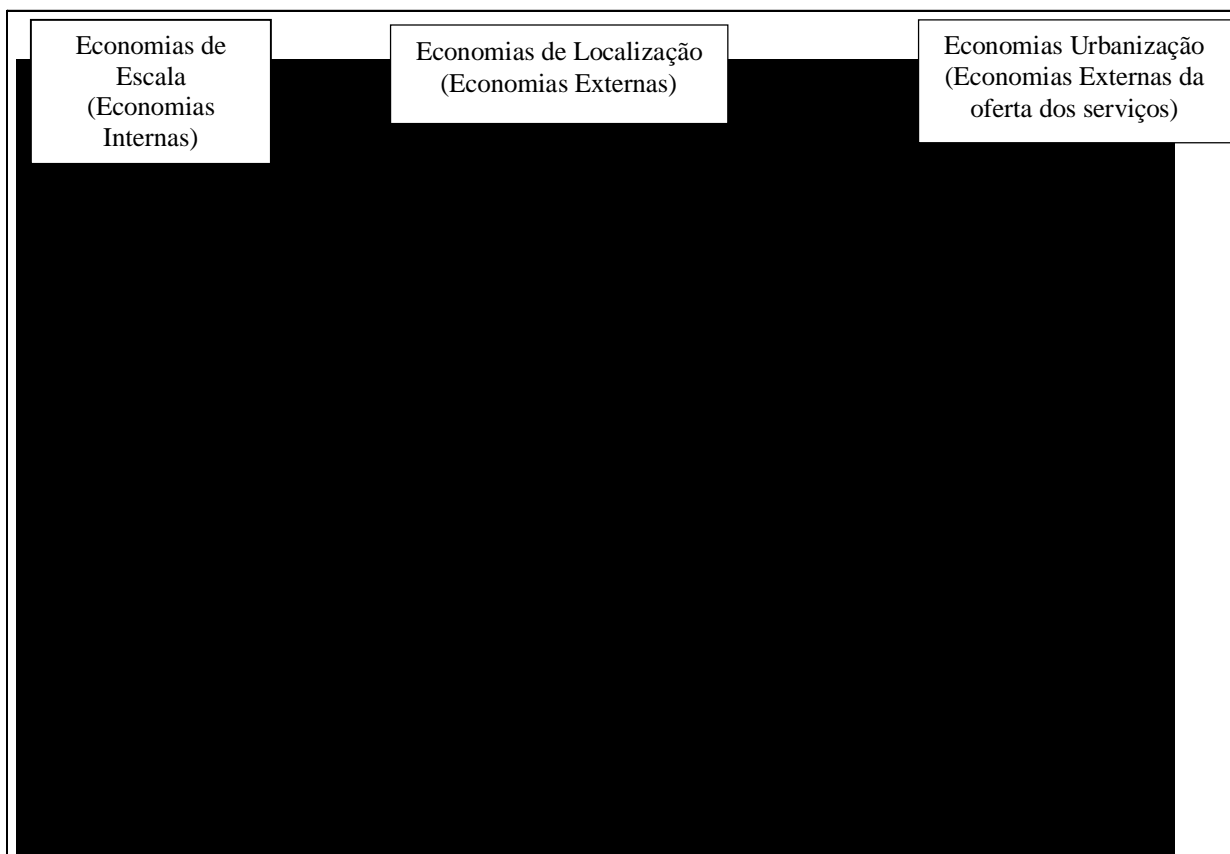 Economias de
Escala
(Economias
Internas)
Economias de Localização
(Economias Externas)
Economias Urbanização
(Economias Externas da
oferta dos serviços)